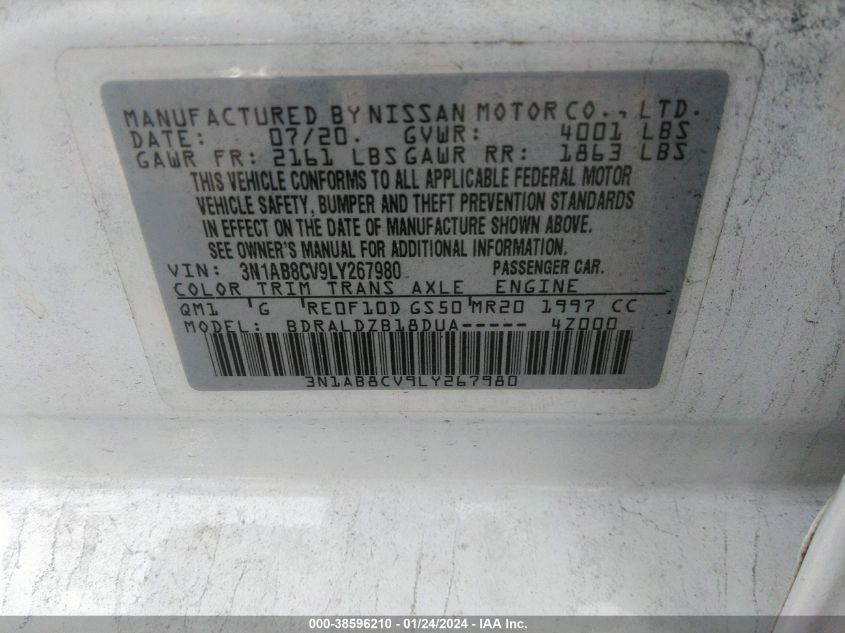 MANUFACTURED BY NISSAN MOTOR CO., LTD.
DATE: 07/20. GVWR: 4001 LBS
GAWR FR: 2161 LBS GAWR RR: 1863 LBS
THIS VEHICLE CONFORMS TO ALL APPLICABLE FEDERAL MOTOR
VEHICLE SAFETY, BUMPER AND THEFT PREVENTION STANDARDS
IN EFFECT ON THE DATE OF MANUFACTURE SHOWN ABOVE.
SEE OWNER'S MANUAL FOR ADDITIONAL INFORMATION.
VIN: 3N1AB8CV9LY267980 PASSENGER CAR.
COLOR TRIM TRANS AXLE ENGINE
QM1 G RE0F10D GS50 MR20 1997 CC
MODEL: BDRALDZB18DUA----- 4Z000
3N1AB8CV9LY267980
000-38596210 - 01/24/2024 - IAA Inc.